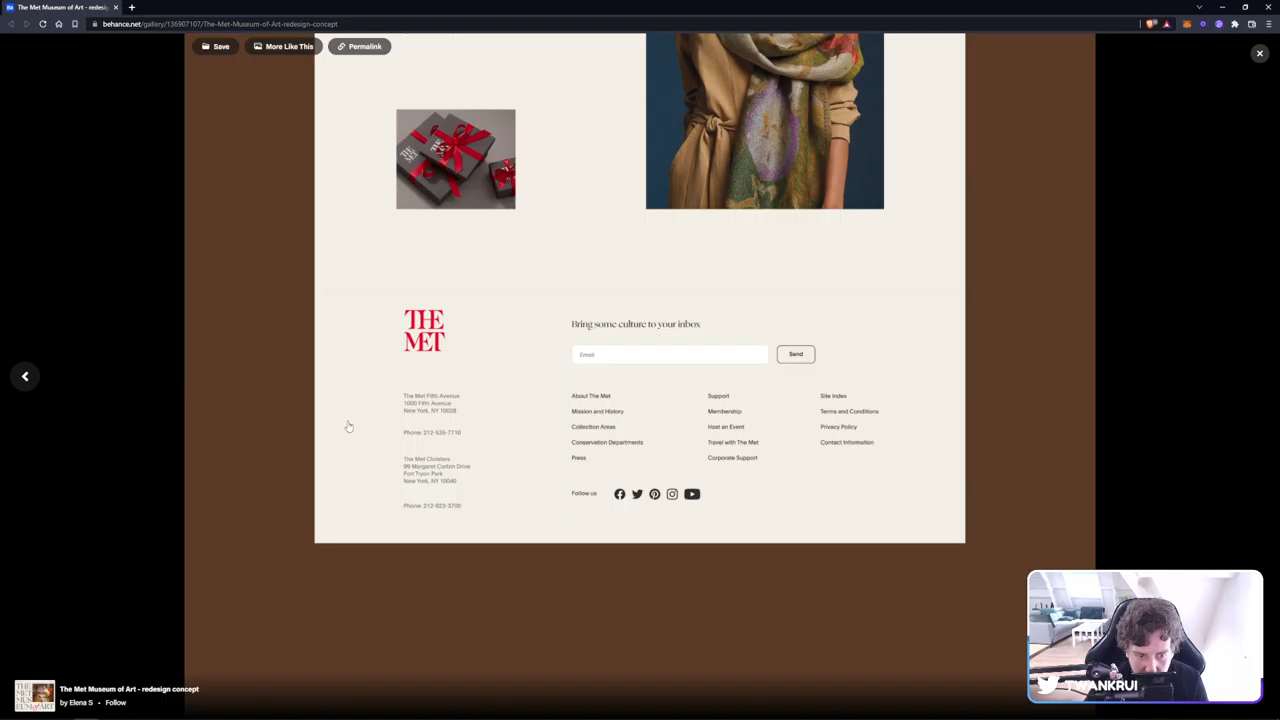 The Met Museum of Art - redesig
behance.net/gallery/136907107/The-Met-Museum-of-Art-redesign-concept
Save
More Like This
Permalink
THE
MET
THE
MET
Bring some culture to your inbox
Email
Send
The Met Fifth Avenue
1000 Fifth Avenue
New York, NY 10028
Phone: 212-535-7710
The Met Cloisters
99 Margaret Corbin Drive
Fort Tryon Park
New York, NY 10040
Phone: 212-923-3700
About The Met
Mission and History
Collection Areas
Conservation Departments
Press
Support
Membership
Host an Event
Travel with The Met
Corporate Support
Site Index
Terms and Conditions
Privacy Policy
Contact Information
Follow us
TWANKRUI
The Met Museum of Art - redesign concept
by Elena S • Follow